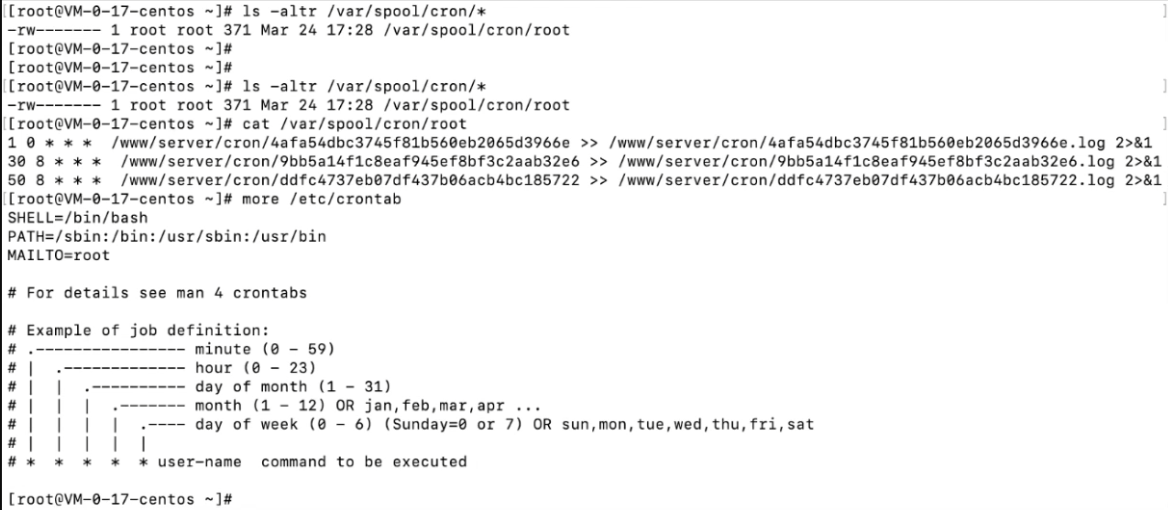 [[root@VM-0-17-centos ~]# ls -altr /var/spool/cron/* ]
-rw------- 1 root root 371 Mar 24 17:28 /var/spool/cron/root
[root@VM-0-17-centos ~]#
[root@VM-0-17-centos ~]#
[[root@VM-0-17-centos ~]# ls -altr /var/spool/cron/* ]
-rw------- 1 root root 371 Mar 24 17:28 /var/spool/cron/root
[[root@VM-0-17-centos ~]# cat /var/spool/cron/root ]
1 0 * * *  /www/server/cron/4afa54dbc3745f81b560eb2065d3966e >> /www/server/cron/4afa54dbc3745f81b560eb2065d3966e.log 2>&1
30 8 * * *  /www/server/cron/9bb5a14f1c8eaf945ef8bf3c2aab32e6 >> /www/server/cron/9bb5a14f1c8eaf945ef8bf3c2aab32e6.log 2>&1
50 8 * * *  /www/server/cron/ddfc4737eb07df437b06acb4bc185722 >> /www/server/cron/ddfc4737eb07df437b06acb4bc185722.log 2>&1
[[root@VM-0-17-centos ~]# more /etc/crontab ]
SHELL=/bin/bash
PATH=/sbin:/bin:/usr/sbin:/usr/bin
MAILTO=root

# For details see man 4 crontabs

# Example of job definition:
# .---------------- minute (0 - 59)
# |  .------------- hour (0 - 23)
# |  |  .---------- day of month (1 - 31)
# |  |  |  .------- month (1 - 12) OR jan,feb,mar,apr ...
# |  |  |  |  .---- day of week (0 - 6) (Sunday=0 or 7) OR sun,mon,tue,wed,thu,fri,sat
# |  |  |  |  |
# *  *  *  *  * user-name  command to be executed

[root@VM-0-17-centos ~]#